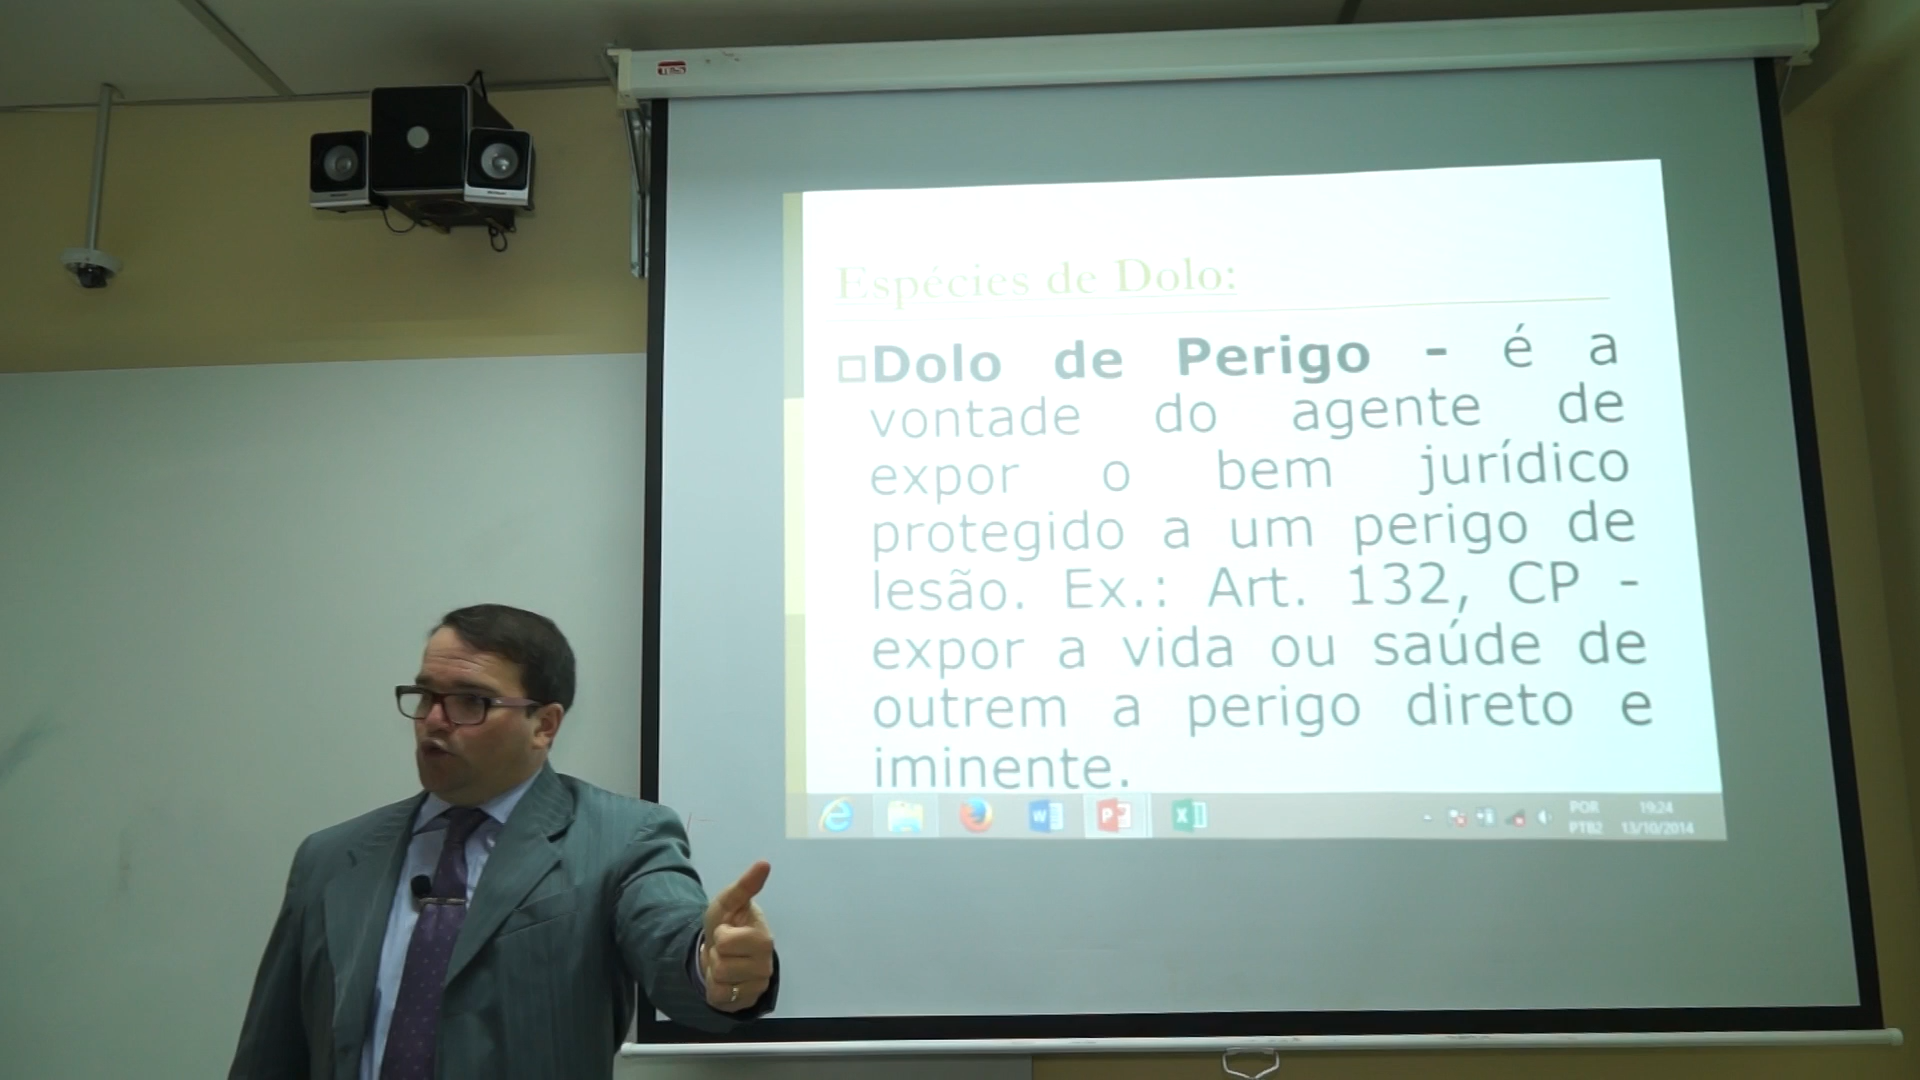 TES
Espécies de Dolo:
Dolo de Perigo - é a
vontade do agente de
expor o bem jurídico
protegido a um perigo de
lesão. Ex.: Art. 132, CP -
expor a vida ou saúde de
outrem a perigo direto e
iminente.
POR 19:24
PTB2 13/10/2014